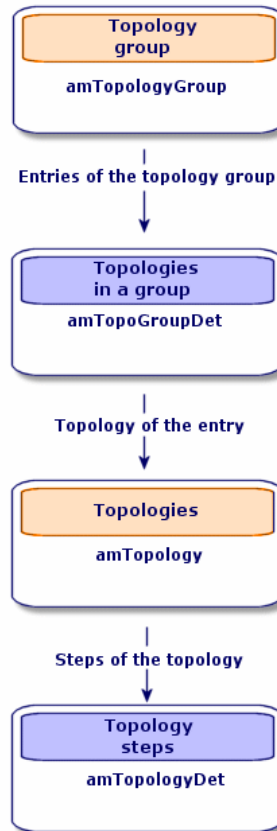 Topology
group
amTopologyGroup
Entries of the topology group
Topologies
in a group
amTopoGroupDet
Topology of the entry
Topologies
amTopology
Steps of the topology
Topology
steps
amTopologyDet